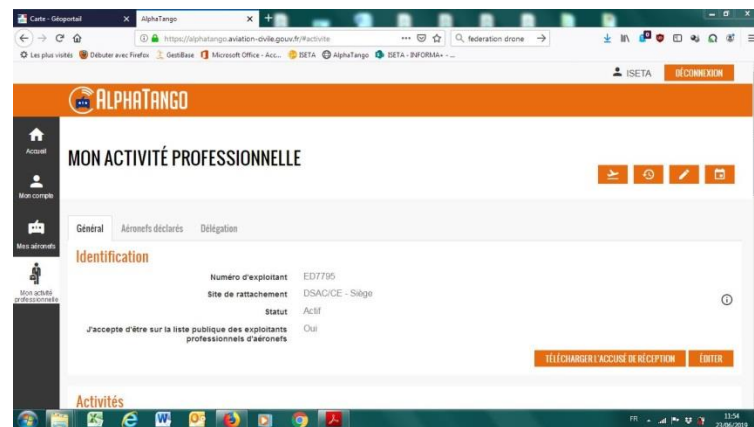 Carte - Géoportail
AlphaTango
https://alphatango.aviation-civile.gouv.fr/#activite
federation drone
Les plus visités
Débuter avec Firefox
GestiBase
Microsoft Office - Acc...
ISETA
AlphaTango
ISETA - INFORMA+ - ...
ISETA
DÉCONNEXION
ALPHATANGO
Accueil
MON ACTIVITÉ PROFESSIONNELLE
Mon compte
Mes aéronefs
Mon activité
professionnelle
Général
Aéronefs déclarés
Délégation
Identification
Numéro d'exploitant ED7795
Site de rattachement DSAC/CE - Siège
Statut Actif
J'accepte d'être sur la liste publique des exploitants Oui
professionnels d'aéronefs
TÉLÉCHARGER L'ACCUSÉ DE RÉCEPTION
ÉDITER
Activités
FR
11:54
23/06/2019